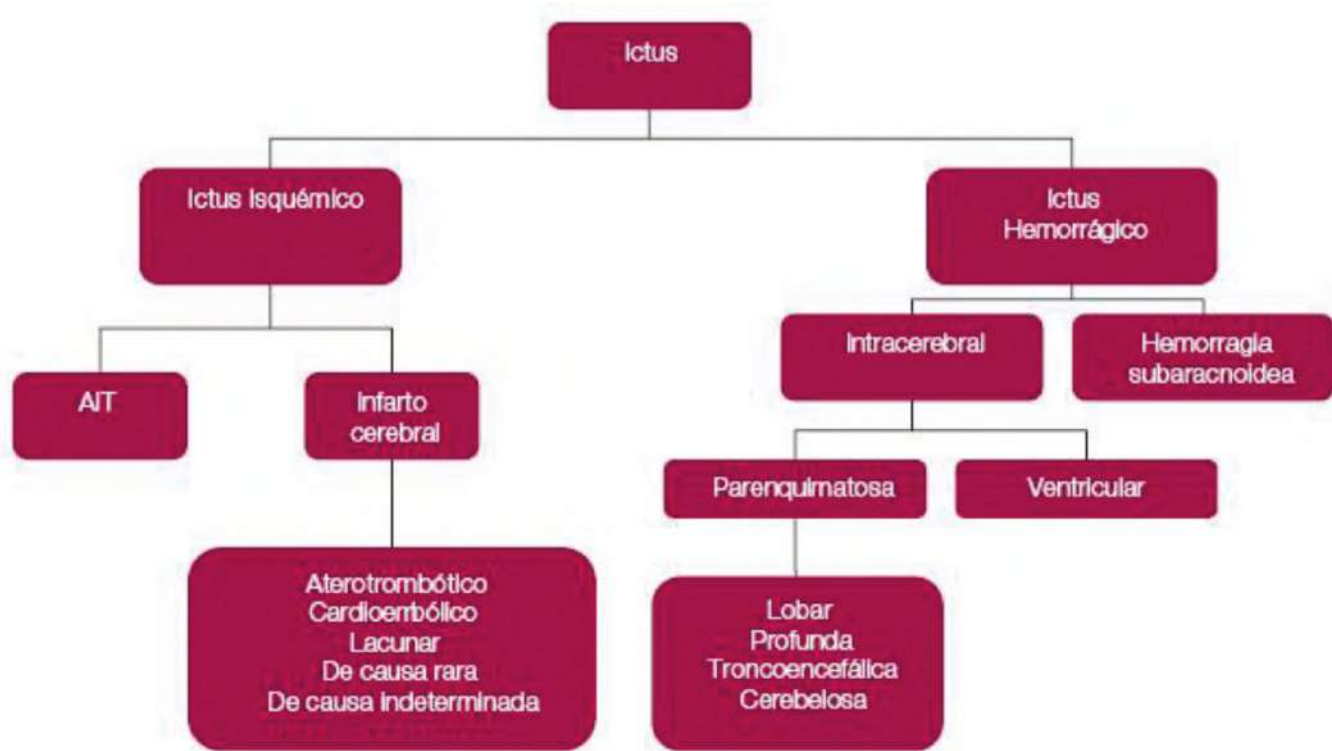 Ictus
Ictus Isquémico
Ictus
Hemorrágico
Intracerebral
Hemorragia
subaracnoidea
AIT
Infarto
cerebral
Parenquimatosa
Ventricular
Aterotrombótico
Cardioembólico
Lacunar
De causa rara
De causa indeterminada
Lobar
Profunda
Troncoencefálica
Cerebelosa